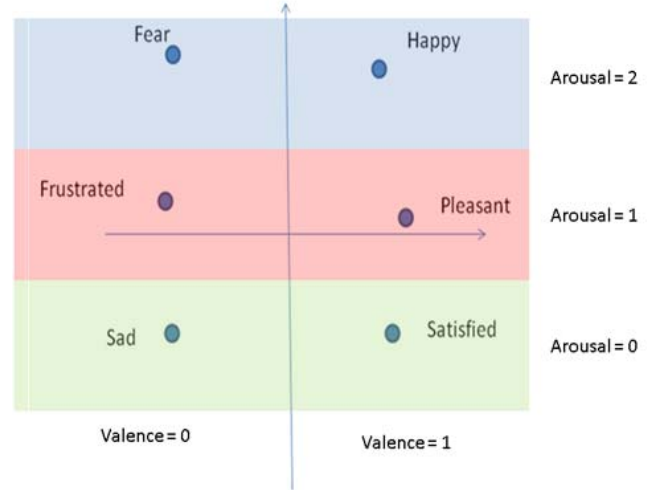 Fear
Happy
Arousal = 2
Frustrated
Pleasant
Arousal = 1
Sad
Satisfied
Arousal = 0
Valence = 0
Valence = 1